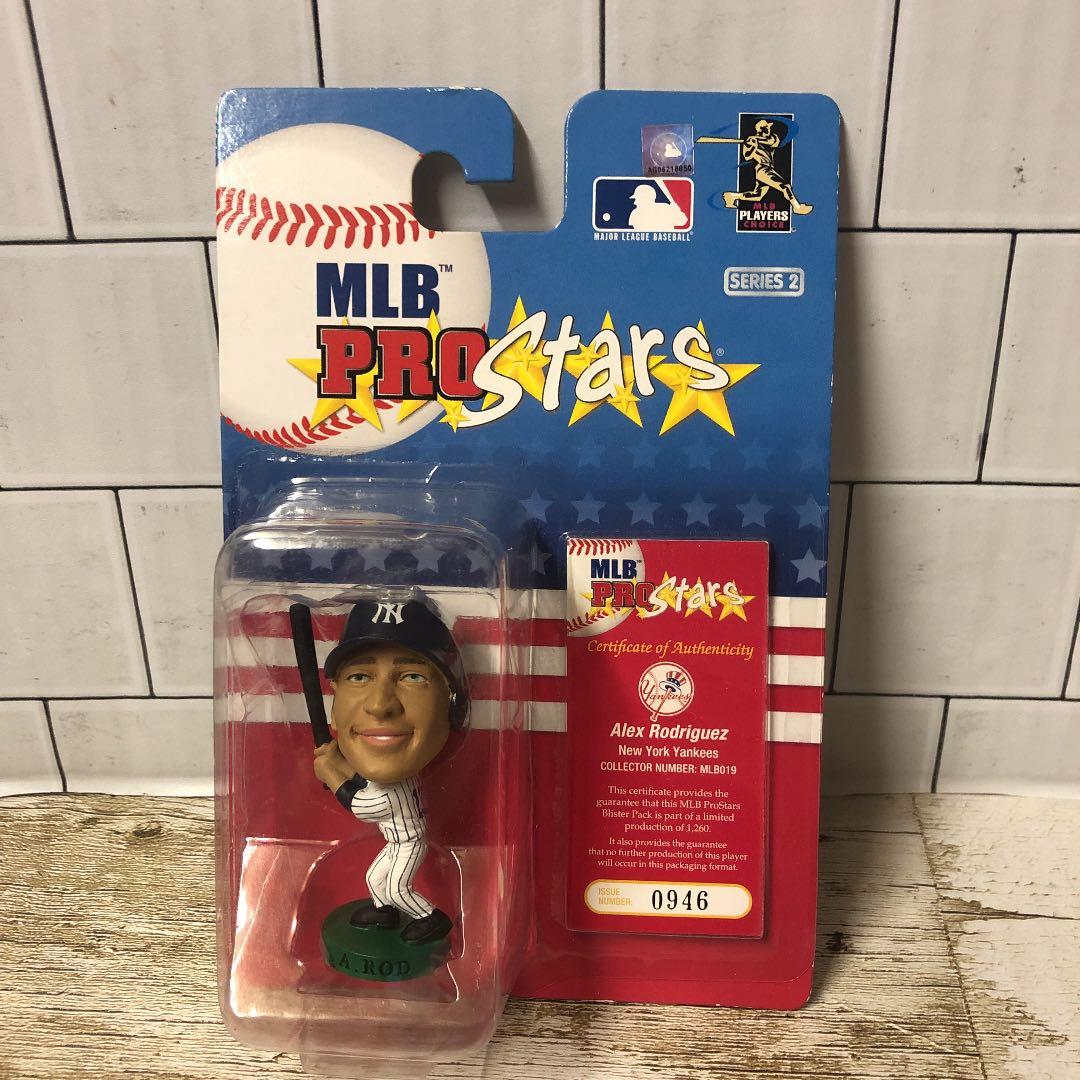 AG06218650
MAJOR LEAGUE BASEBALL
MLB
PLAYERS
CHOICE
SERIES 2
MLB™
PROStars®
NY
A.ROD
MLB™
PROStars
Certificate of Authenticity
Yankees
Alex Rodriguez
New York Yankees
COLLECTOR NUMBER: MLB019
This certificate provides the
guarantee that this MLB ProStars
Blister Pack is part of a limited
production of 1,260.
It also provides the guarantee
that no further production of this player
will occur in this packaging format.
ISSUE
NUMBER: 0946